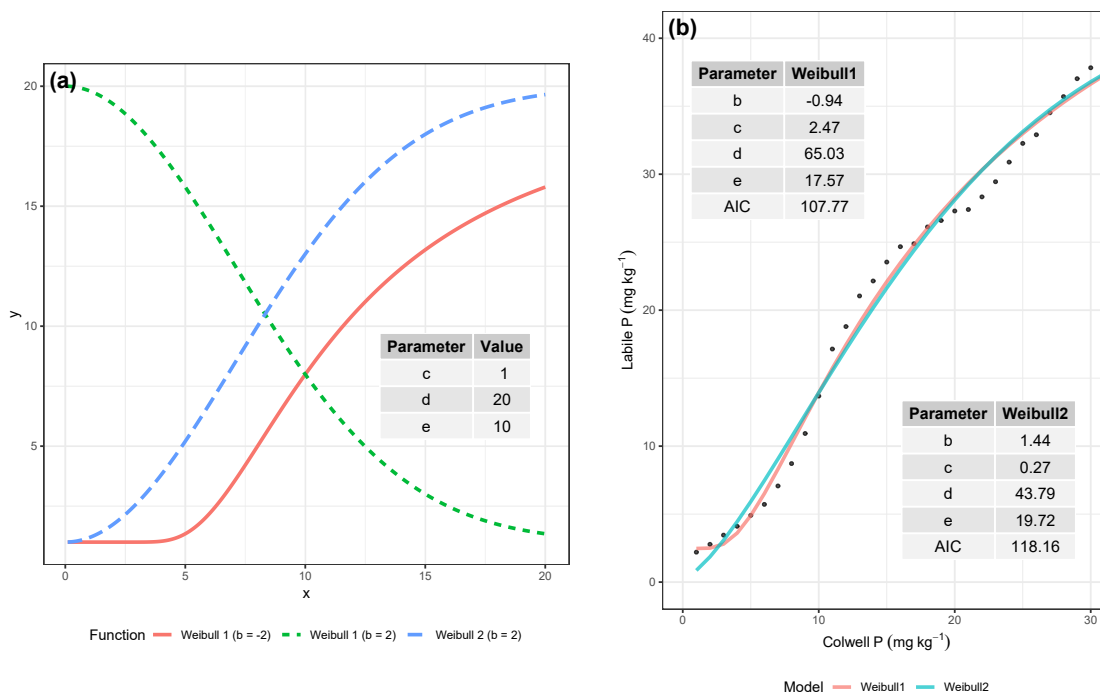 (a)
20
15
10
5
y
Parameter Value
c 1
d 20
e 10
0 5 10 15 20
x
Function Weibull 1 (b = -2) Weibull 1 (b = 2) Weibull 2 (b = 2)
(b)
40
30
20
10
0
Labile P (mg kg⁻¹)
Parameter Weibull1
b -0.94
c 2.47
d 65.03
e 17.57
AIC 107.77
Parameter Weibull2
b 1.44
c 0.27
d 43.79
e 19.72
AIC 118.16
0 10 20 30
Colwell P (mg kg⁻¹)
Model Weibull1 Weibull2